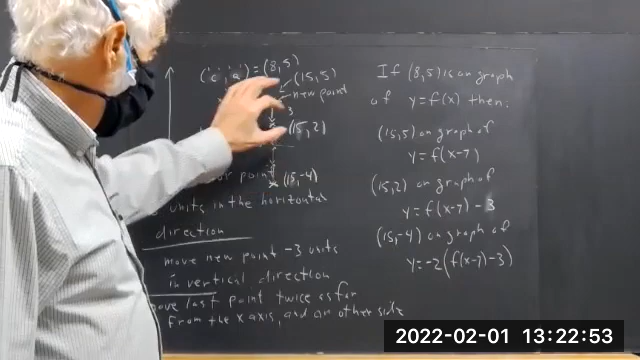 ('c','a') = (8,5)
(15,5)
new point
3
(15,2)
point
(15,-4)
units in the horizontal
direction
move new point -3 units
in vertical direction
move last point twice as far
from the x axis, and on other side
If (8,5) is on graph
of y=f(x) then:
(15,5) on graph of
y=f(x-7)
(15,2) on graph of
y=f(x-7)-3
(15,-4) on graph of
y=-2(f(x-7)-3)
2022-02-01 13:22:53